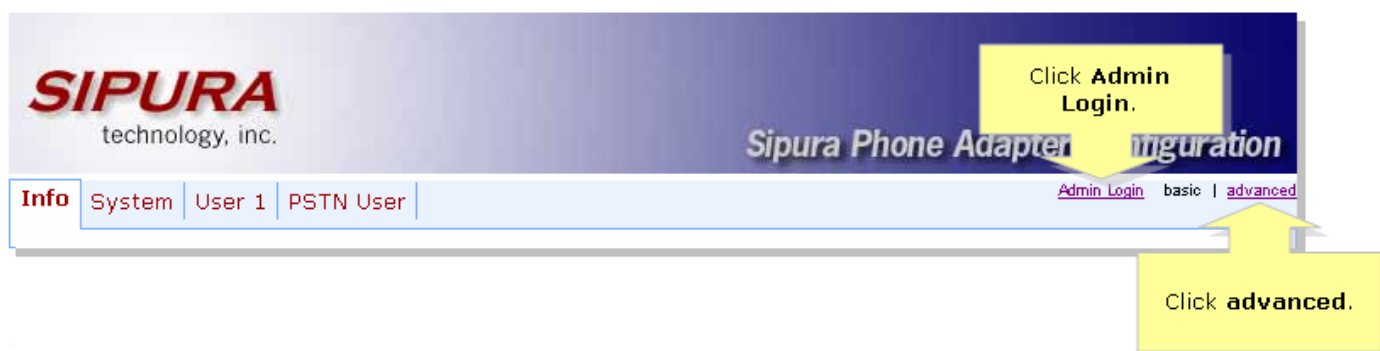 SIPURA
technology, inc.
Click Admin
Login.
Sipura Phone Adapter
Info System User 1 PSTN User
Admin Login basic | advanced
Click advanced.